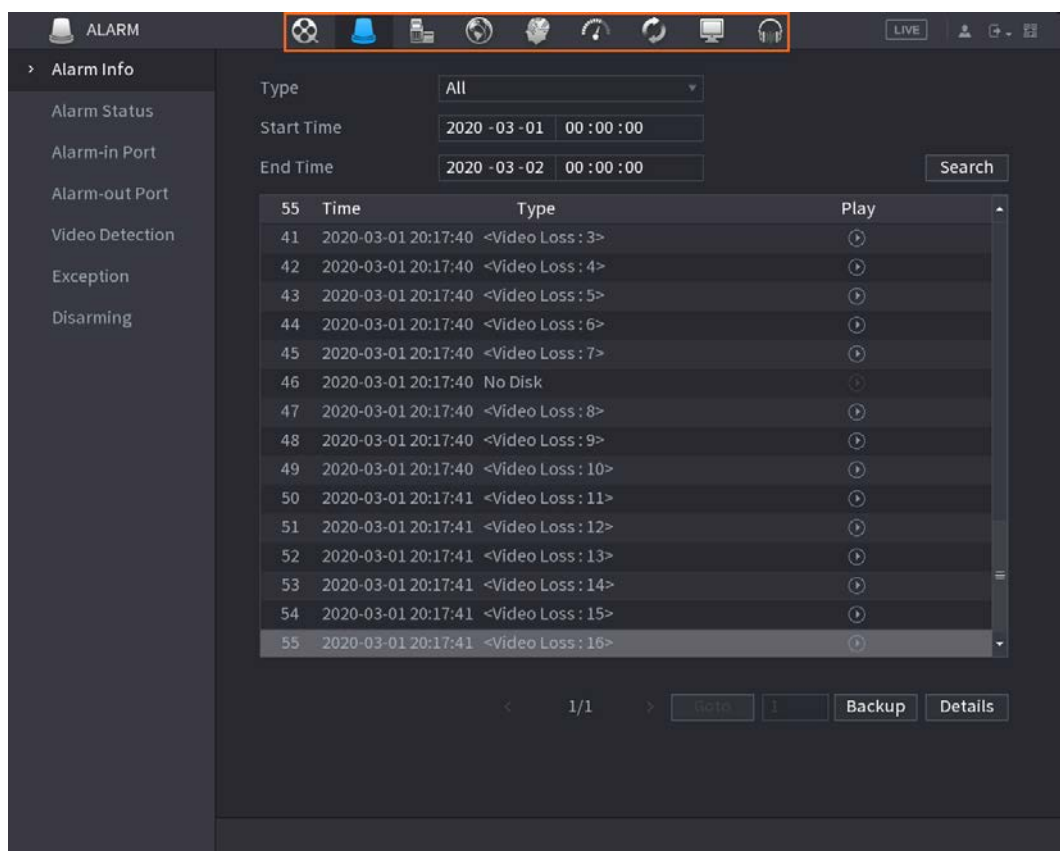 ALARM LIVE
Alarm Info
Alarm Status
Alarm-in Port
Alarm-out Port
Video Detection
Exception
Disarming
Type All
Start Time 2020 -03 -01 00 : 00 : 00
End Time 2020 -03 -02 00 : 00 : 00 Search
55 Time Type Play
41 2020-03-01 20:17:40 <Video Loss : 3>
42 2020-03-01 20:17:40 <Video Loss : 4>
43 2020-03-01 20:17:40 <Video Loss : 5>
44 2020-03-01 20:17:40 <Video Loss : 6>
45 2020-03-01 20:17:40 <Video Loss : 7>
46 2020-03-01 20:17:40 No Disk
47 2020-03-01 20:17:40 <Video Loss : 8>
48 2020-03-01 20:17:40 <Video Loss : 9>
49 2020-03-01 20:17:40 <Video Loss : 10>
50 2020-03-01 20:17:41 <Video Loss : 11>
51 2020-03-01 20:17:41 <Video Loss : 12>
52 2020-03-01 20:17:41 <Video Loss : 13>
53 2020-03-01 20:17:41 <Video Loss : 14>
54 2020-03-01 20:17:41 <Video Loss : 15>
55 2020-03-01 20:17:41 <Video Loss : 16>
< 1/1 > Goto 1 Backup Details